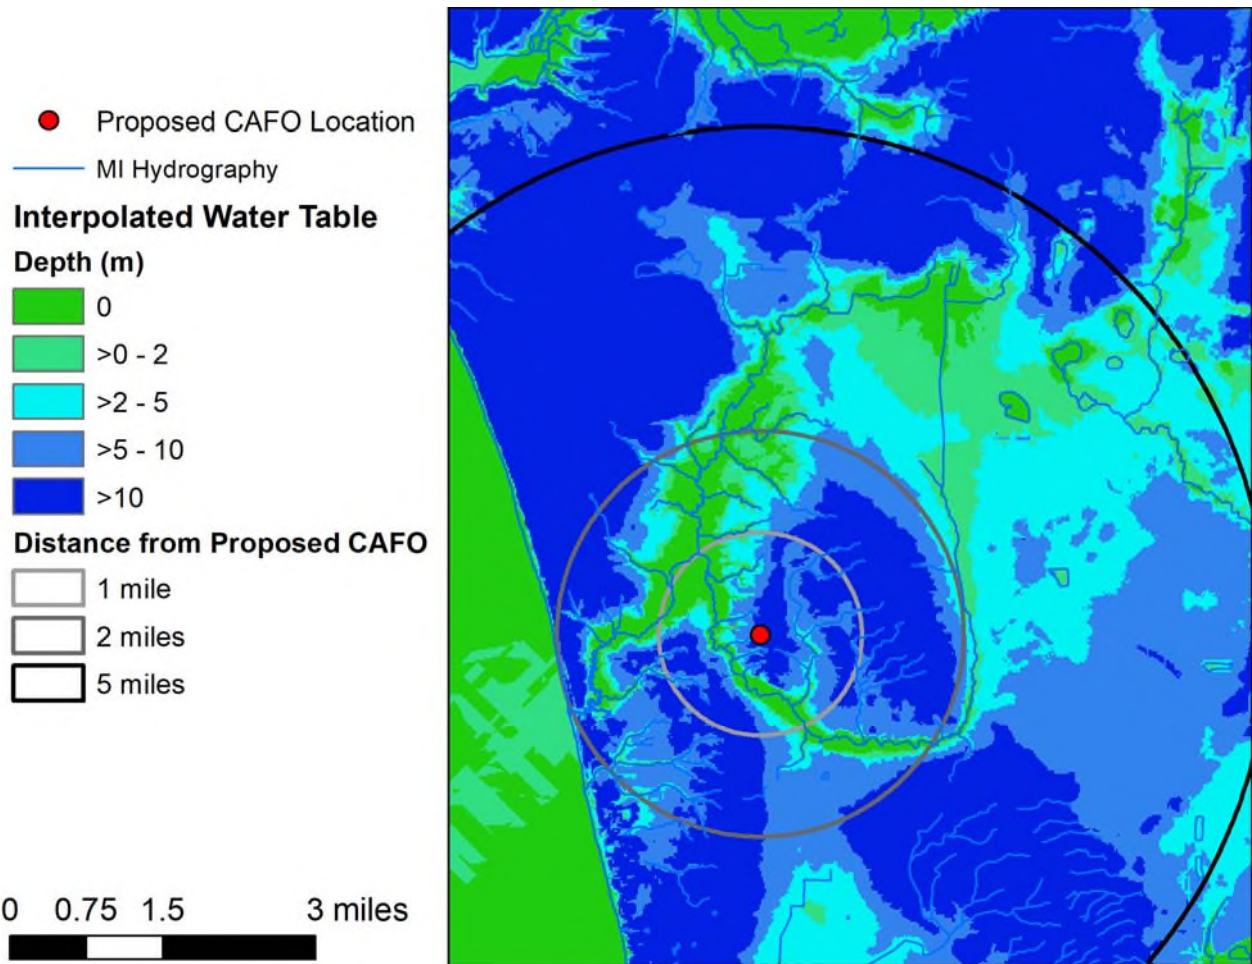 Proposed CAFO Location
MI Hydrography
Interpolated Water Table
Depth (m)
0
>0 - 2
>2 - 5
>5 - 10
>10
Distance from Proposed CAFO
1 mile
2 miles
5 miles
0 0.75 1.5 3 miles